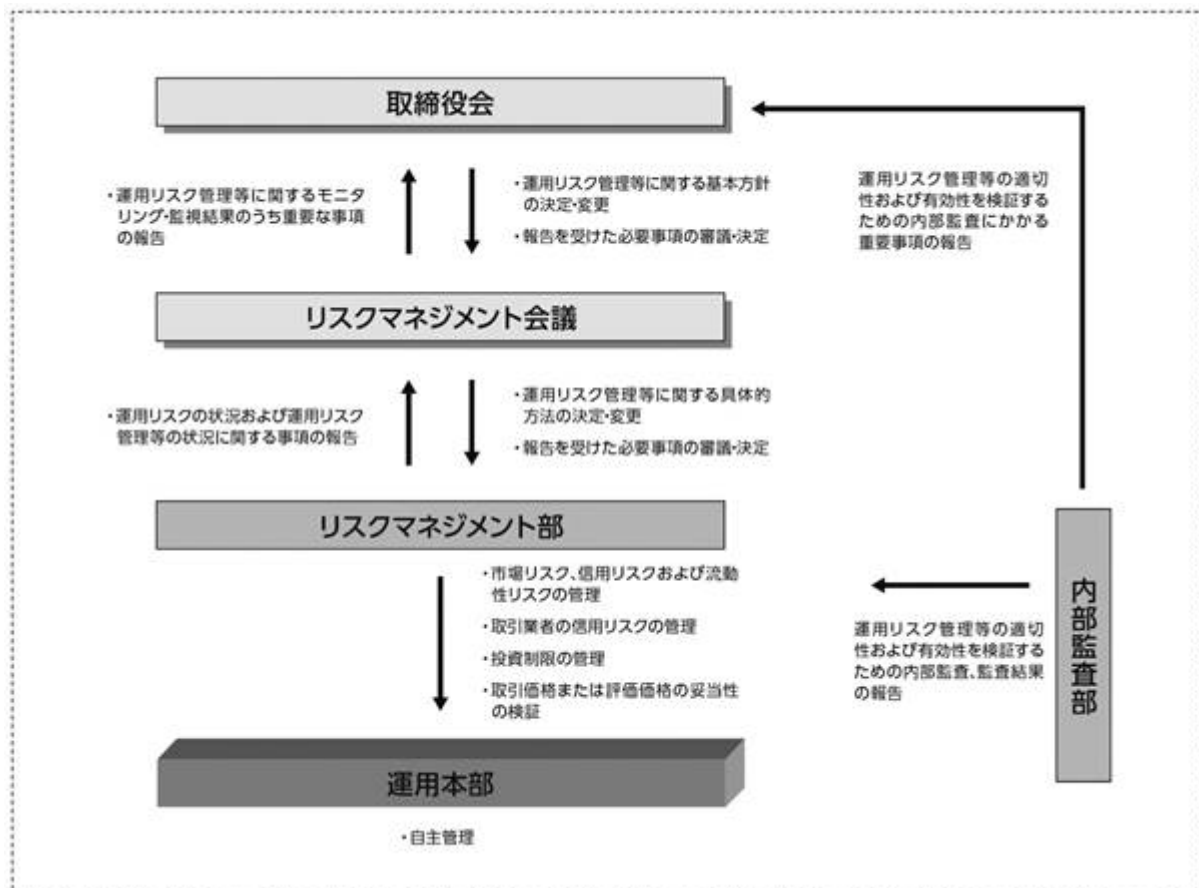 取締役会
・運用リスク管理等に関するモニタ
リング・監視結果のうち重要な事項
の報告
・運用リスク管理等に関する基本方針
の決定・変更
・報告を受けた必要事項の審議・決定
運用リスク管理等の適切
性および有効性を検証する
ための内部監査にかかる
重要事項の報告
リスクマネジメント会議
・運用リスクの状況および運用リスク
管理等の状況に関する事項の報告
・運用リスク管理等に関する具体的
方法の決定・変更
・報告を受けた必要事項の審議・決定
リスクマネジメント部
・市場リスク、信用リスクおよび流動
性リスクの管理
・取引業者の信用リスクの管理
・投資制限の管理
・取引価格または評価価格の妥当性
の検証
運用リスク管理等の適切
性および有効性を検証する
ための内部監査、監査結果
の報告
内部監査部
運用本部
・自主管理